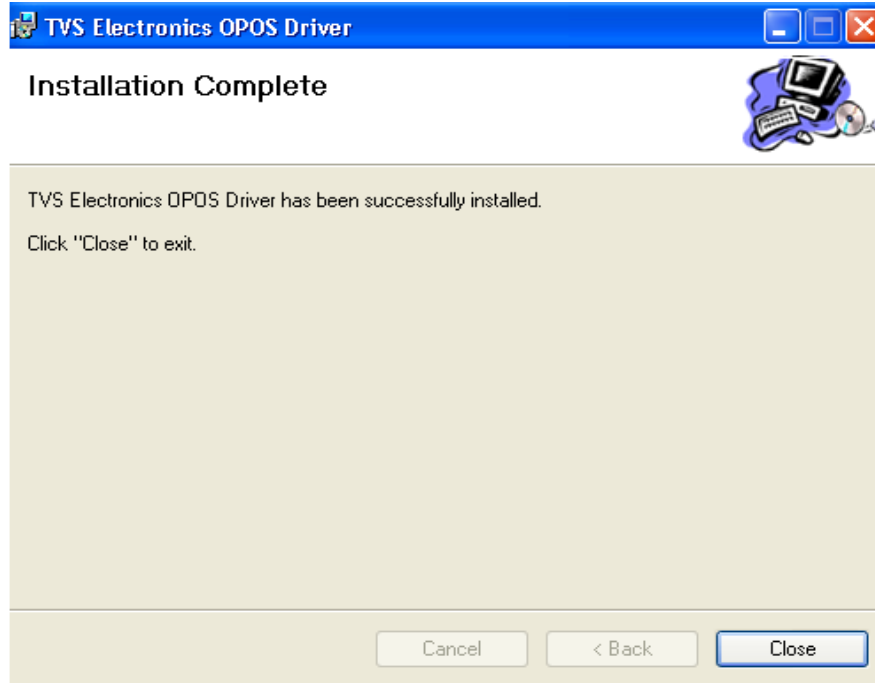 TVS Electronics OPOS Driver
Installation Complete
TVS Electronics OPOS Driver has been successfully installed.
Click "Close" to exit.
Cancel
< Back
Close